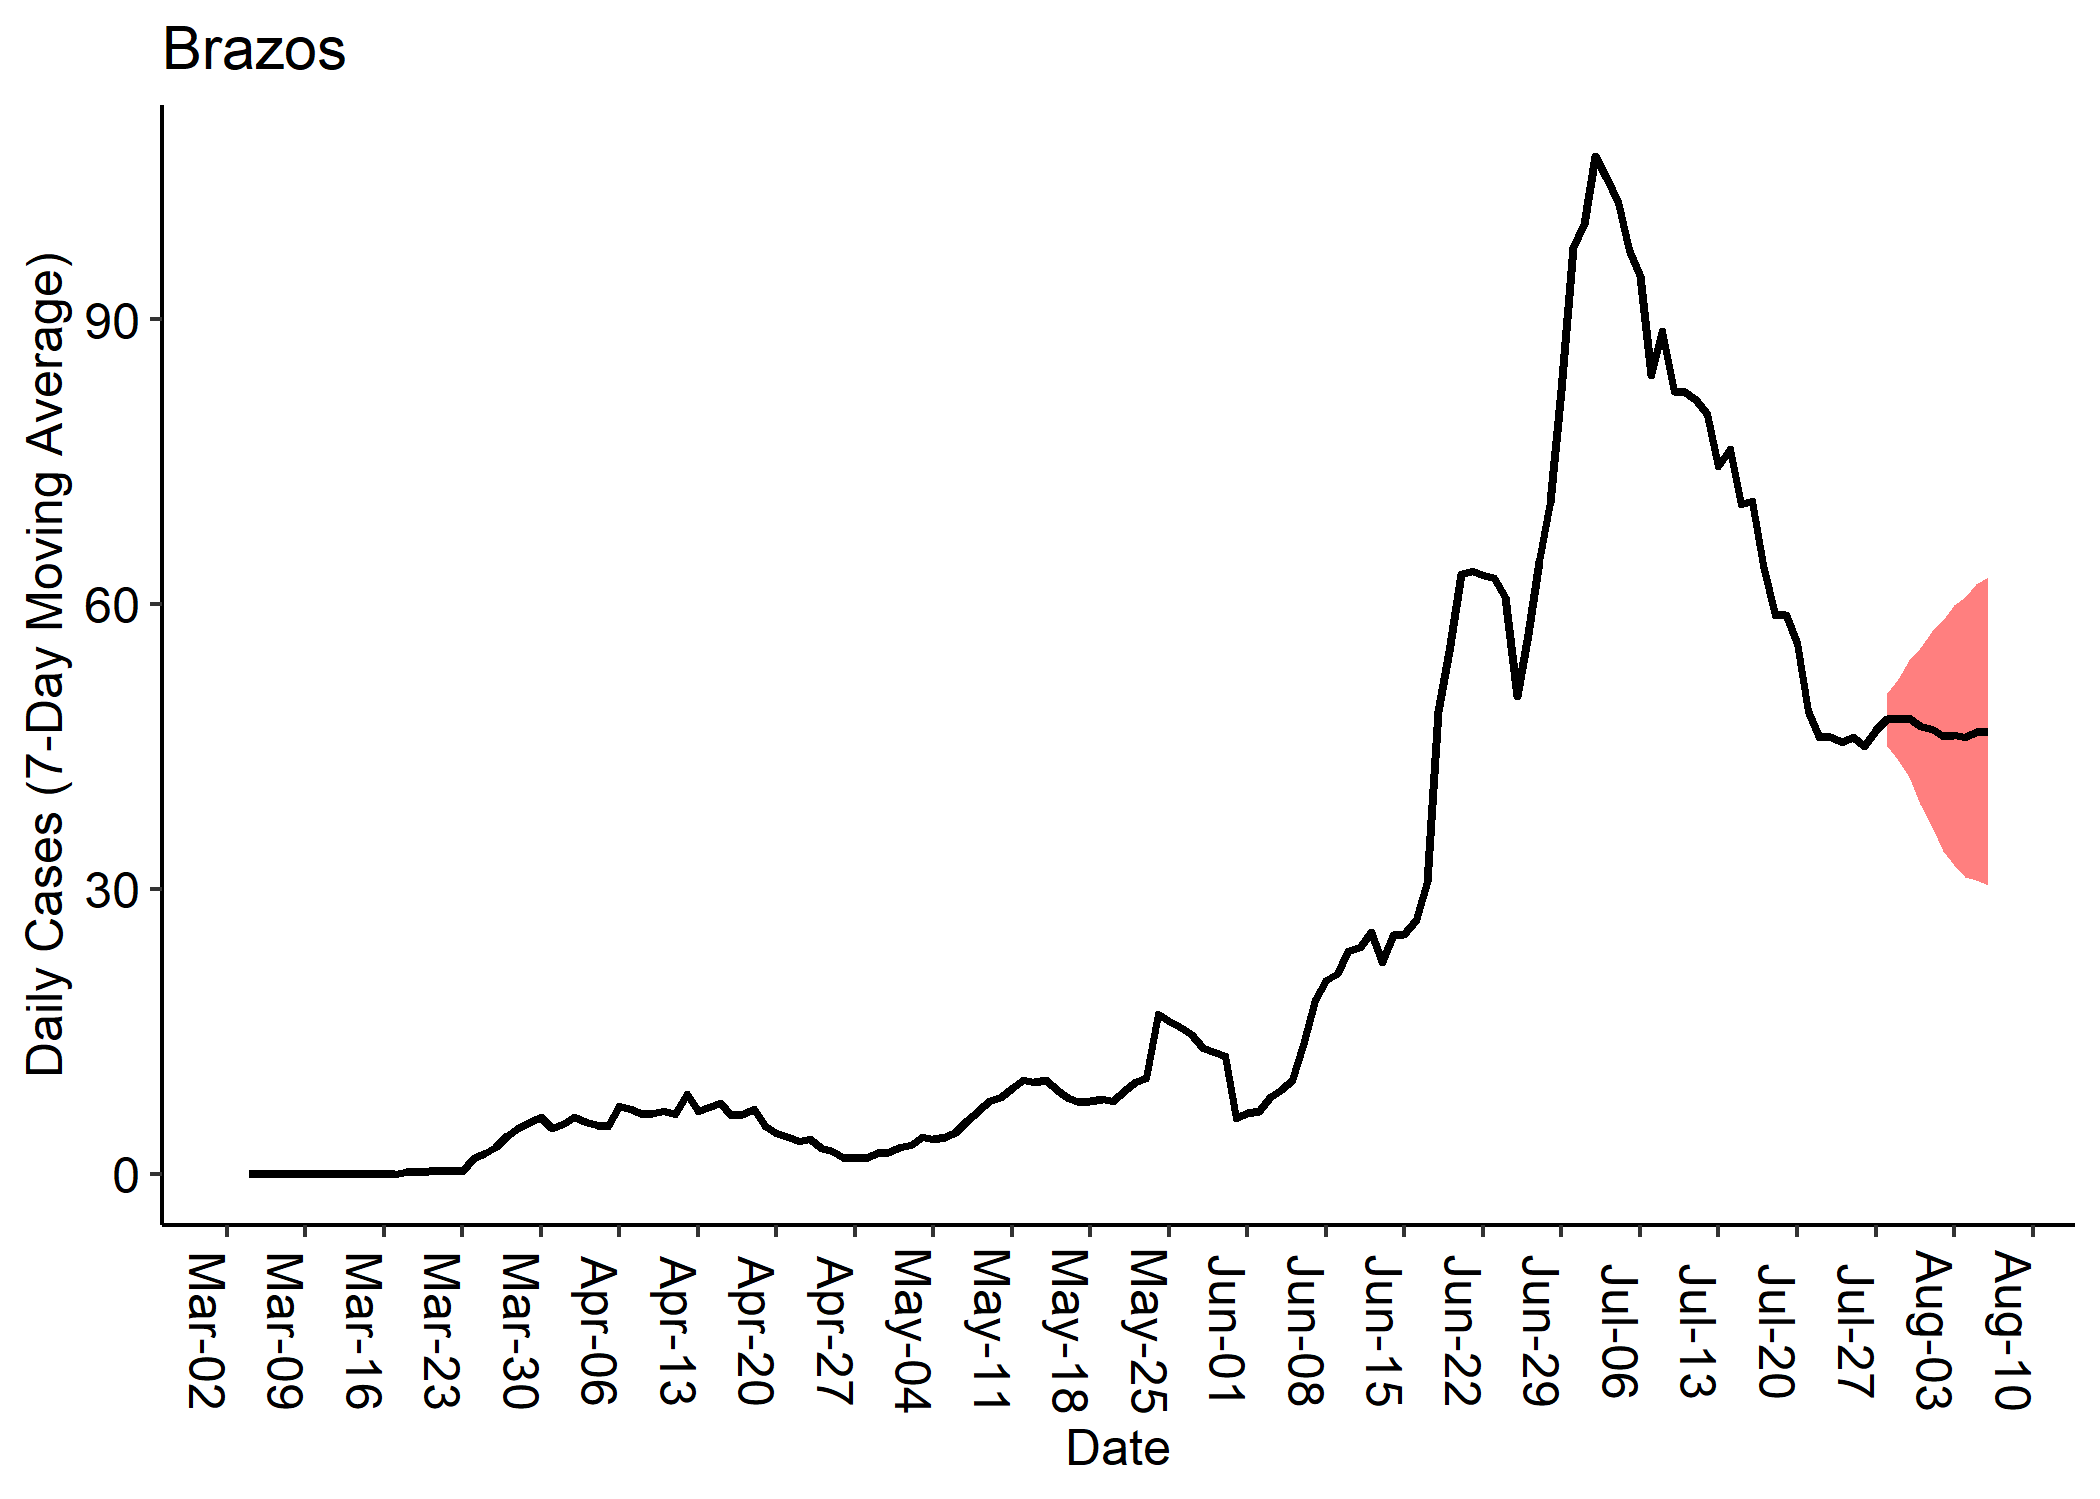 Brazos
Daily Cases (7-Day Moving Average)
90
60
30
0
Mar-02
Mar-09
Mar-16
Mar-23
Mar-30
Apr-06
Apr-13
Apr-20
Apr-27
May-04
May-11
May-18
May-25
Jun-01
Jun-08
Jun-15
Jun-22
Jun-29
Jul-06
Jul-13
Jul-20
Jul-27
Aug-03
Aug-10
Date